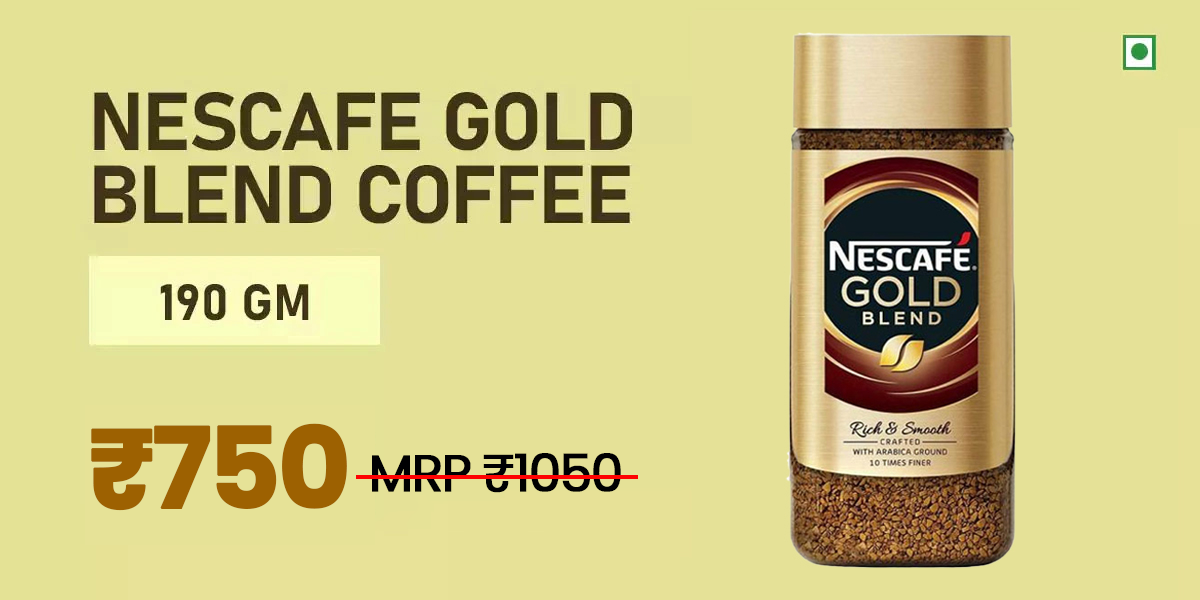 NESCAFE GOLD
BLEND COFFEE
190 GM
₹750
MRP ₹1050
NESCAFÉ®
GOLD
BLEND
Rich & Smooth
CRAFTED
WITH ARABICA GROUND
10 TIMES FINER